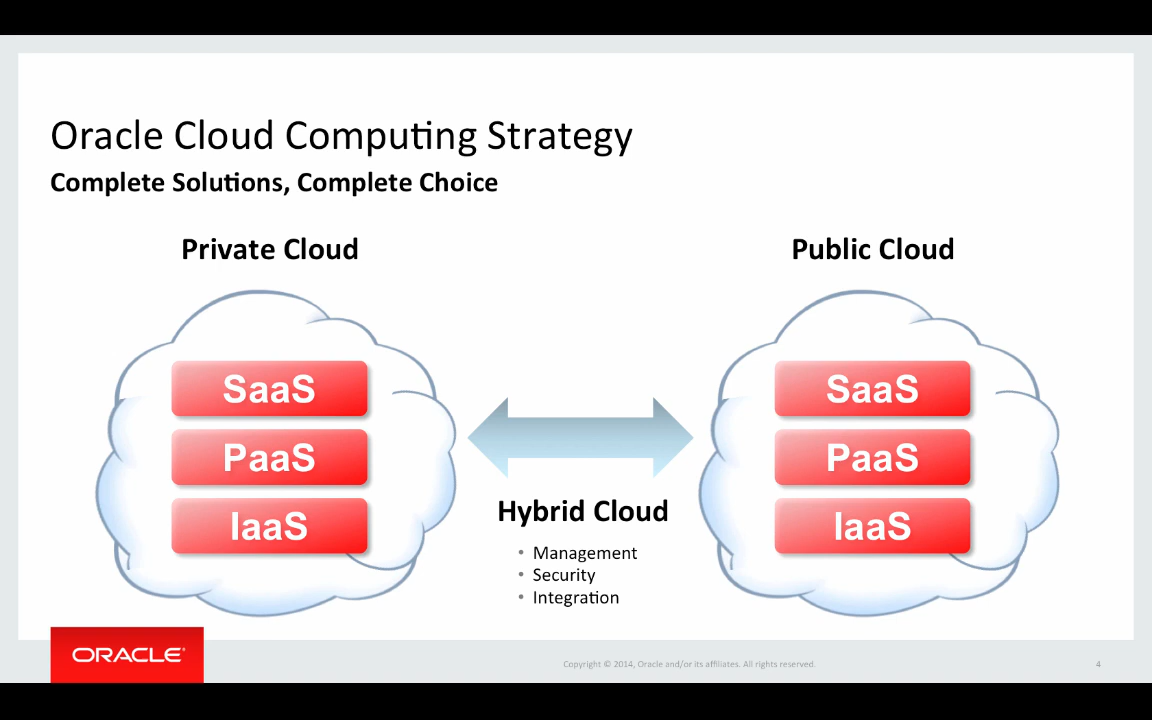 Oracle Cloud Computing Strategy
Complete Solutions, Complete Choice
Private Cloud
SaaS
PaaS
IaaS
Hybrid Cloud
• Management
• Security
• Integration
Public Cloud
SaaS
PaaS
IaaS
ORACLE®
Copyright © 2014, Oracle and/or its affiliates. All rights reserved.
4